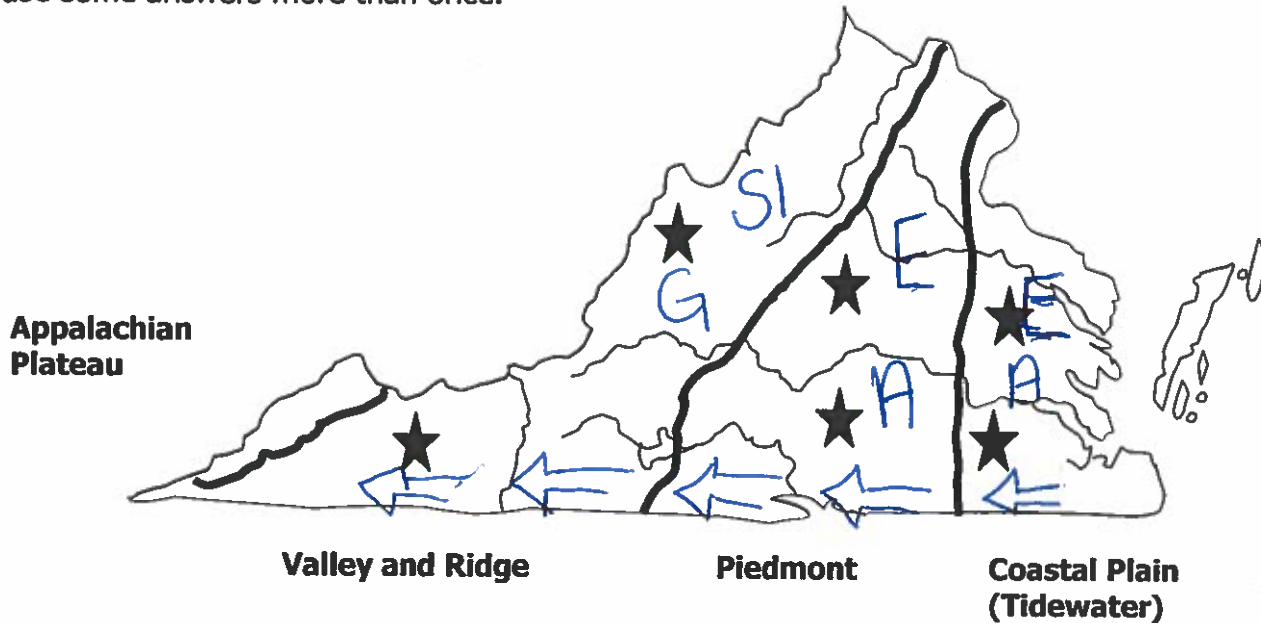 use some answers more than once.
SI
G
E
E
Appalachian
Plateau
A
A
Valley and Ridge
Piedmont
Coastal Plain
(Tidewater)